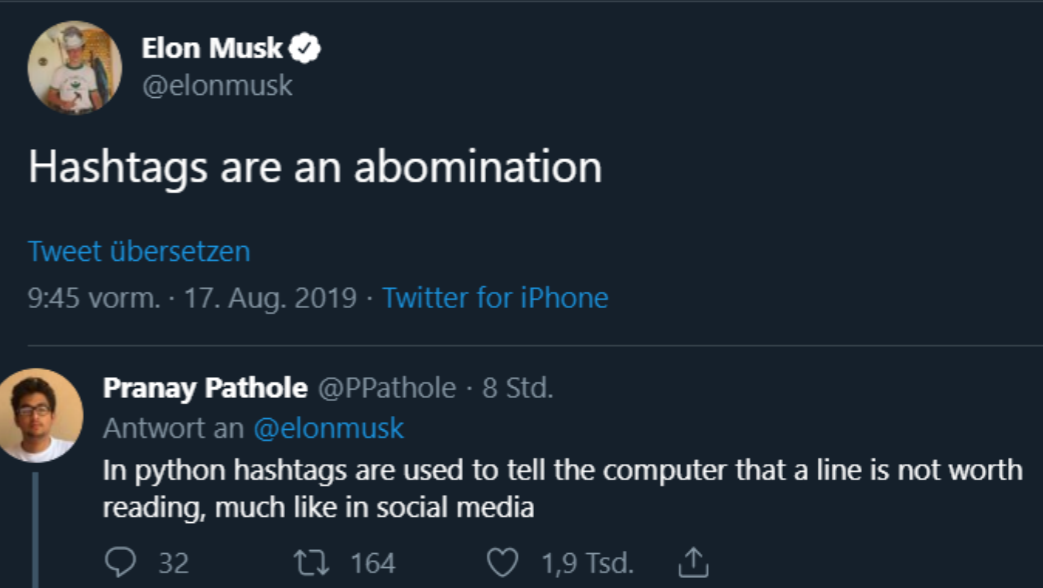 Elon Musk
@elonmusk
Hashtags are an abomination
Tweet übersetzen
9:45 vorm. · 17. Aug. 2019 · Twitter for iPhone
Pranay Pathole @PPathole · 8 Std.
Antwort an @elonmusk
In python hashtags are used to tell the computer that a line is not worth
reading, much like in social media
32 164 1,9 Tsd.